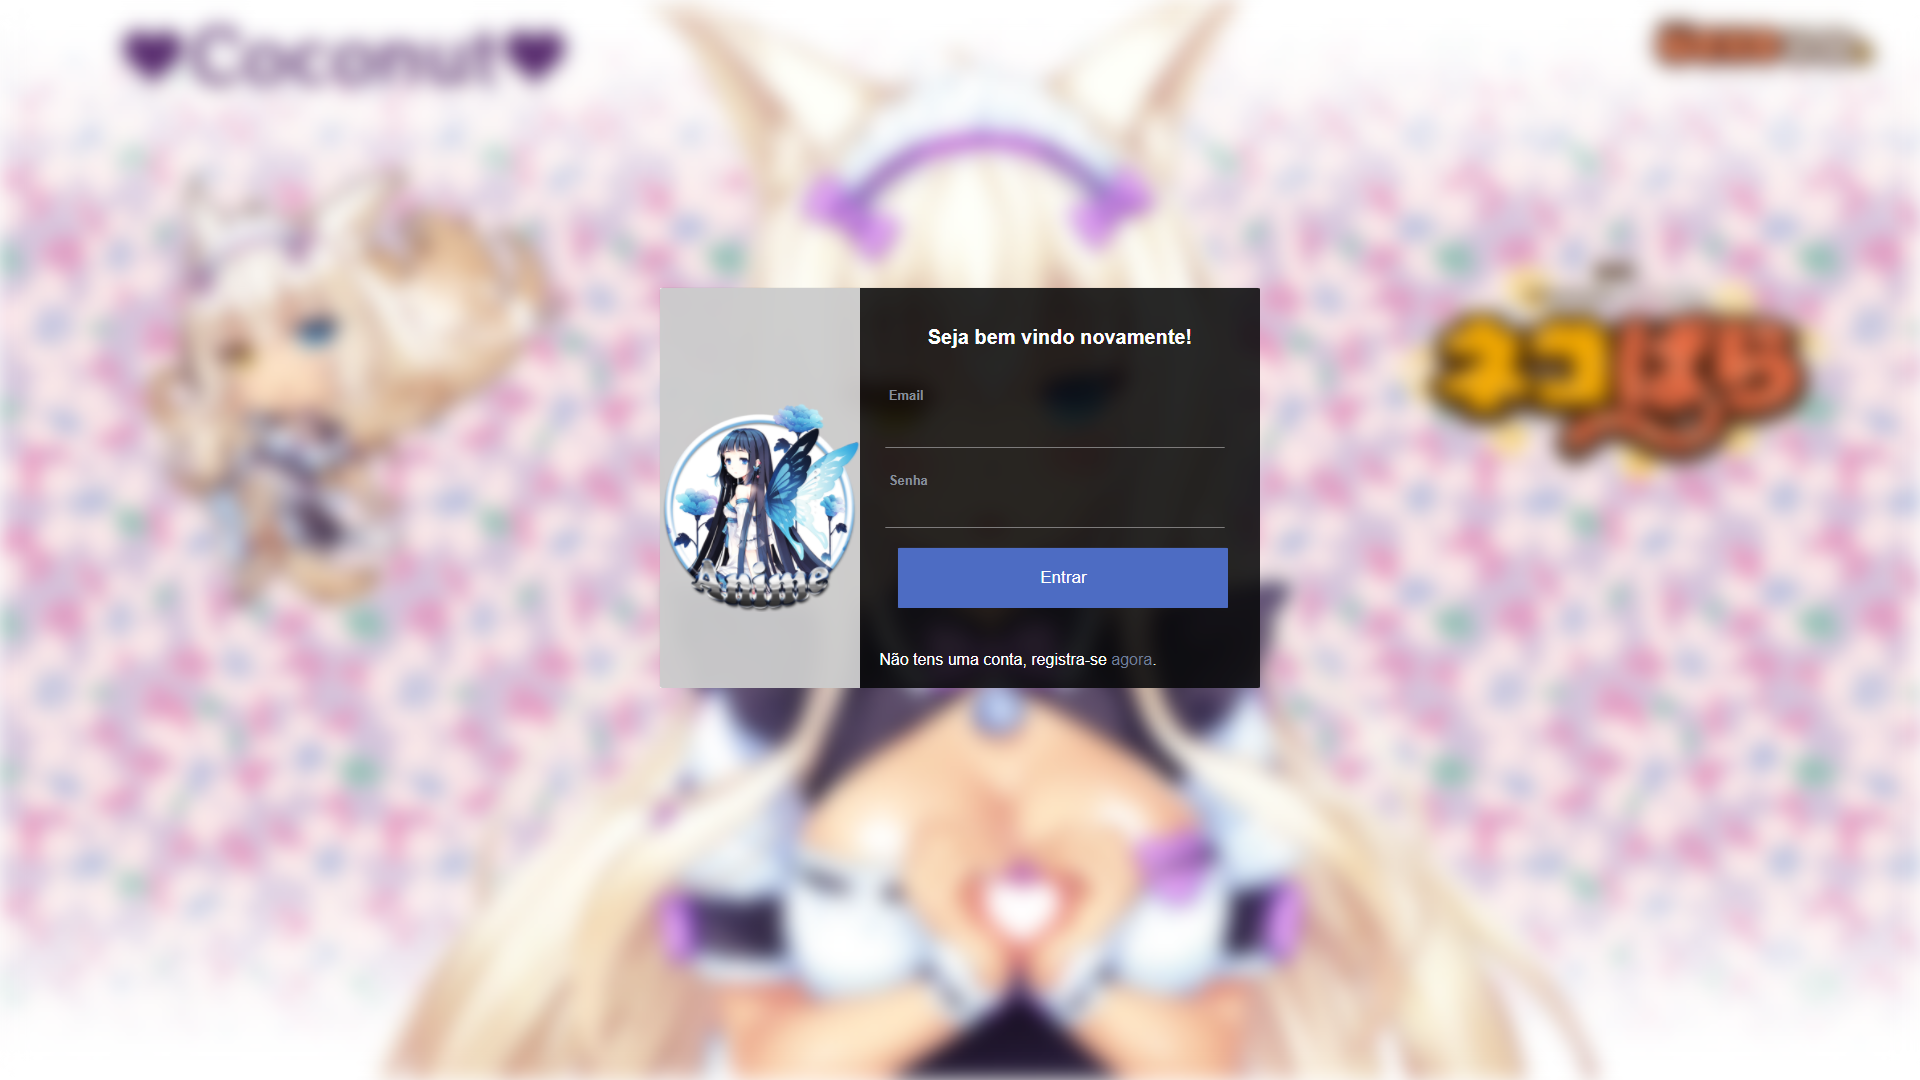 ♥Coconut♥
ネコぱら
Seja bem vindo novamente!
Email
Senha
Anime
Entrar
Não tens uma conta, registra-se agora.